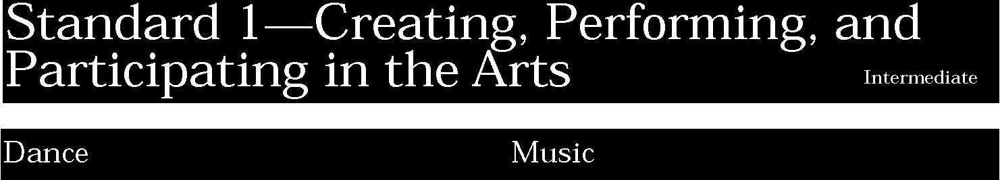 Standard 1—Creating, Performing, and
Participating in the Arts
Intermediate
Dance
Music